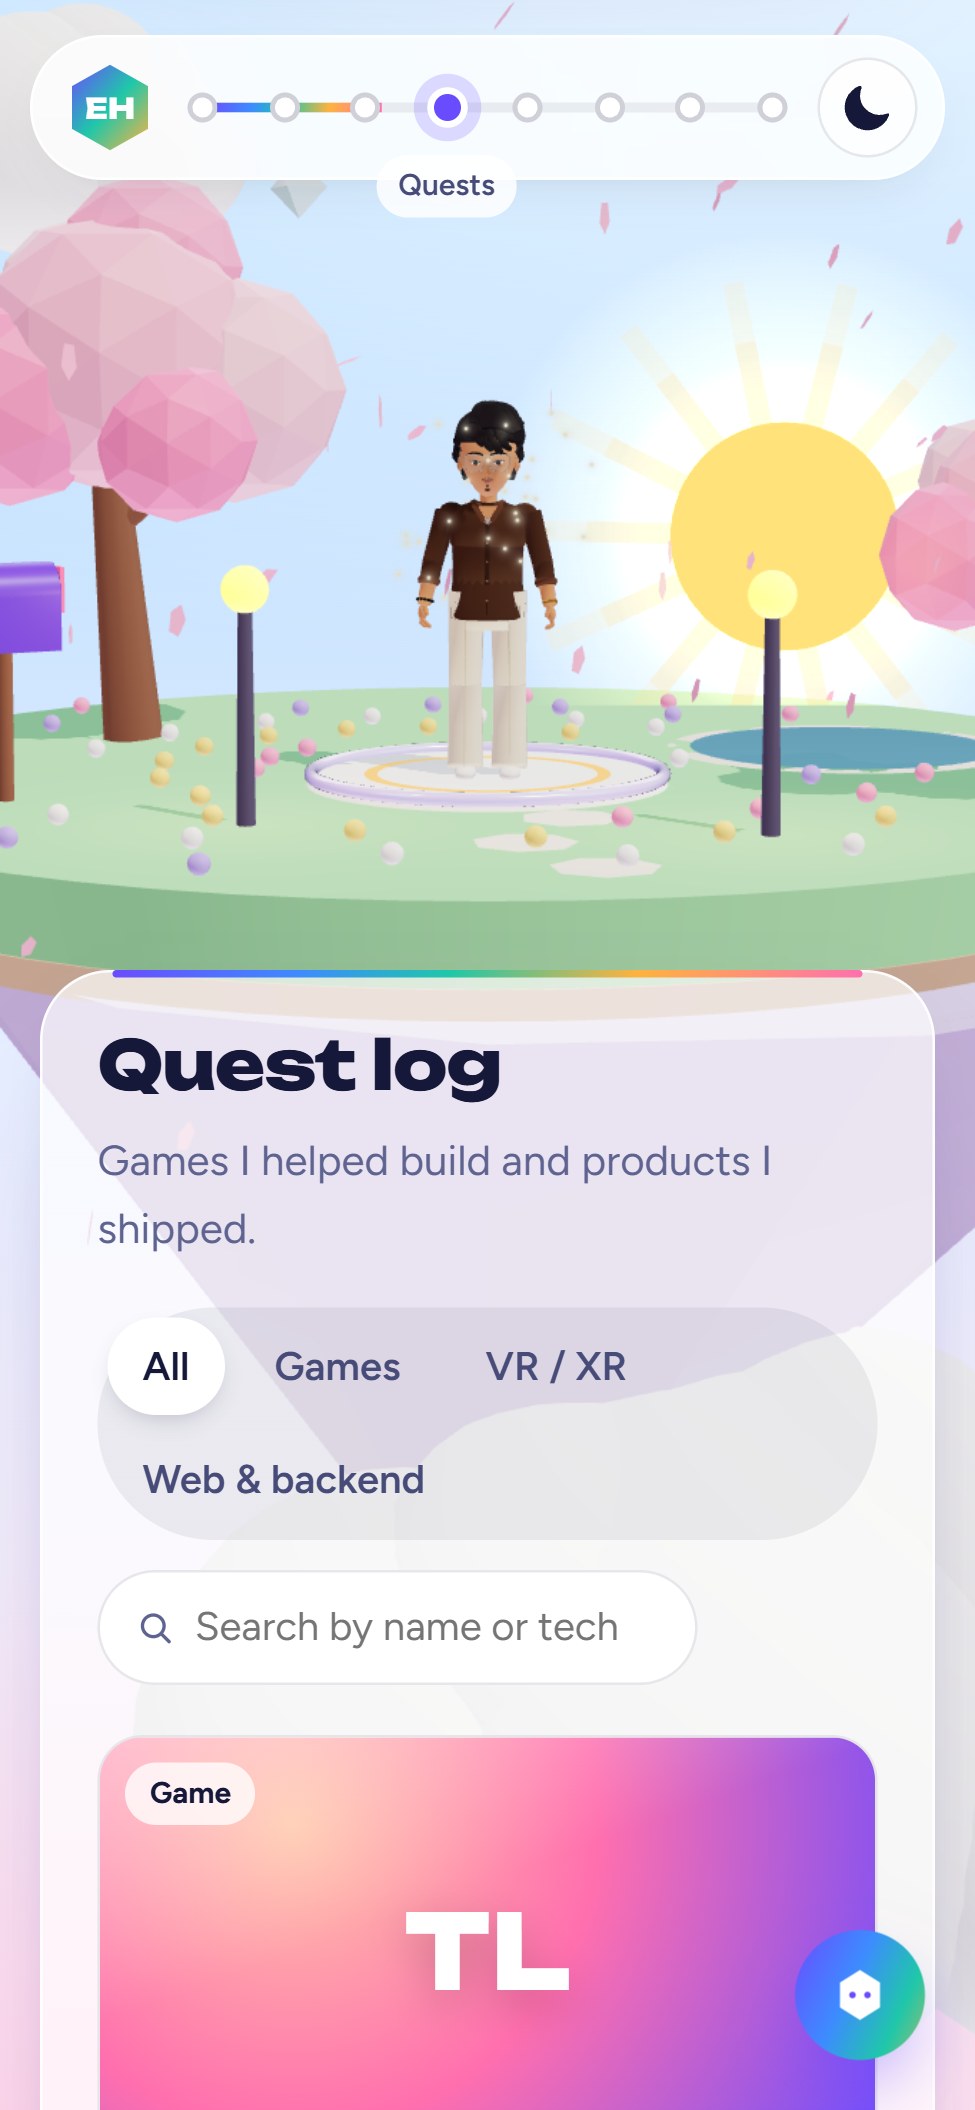 EH
Quests
Quest log
Games I helped build and products I
shipped.
All Games VR / XR
Web & backend
Search by name or tech
Game
TL